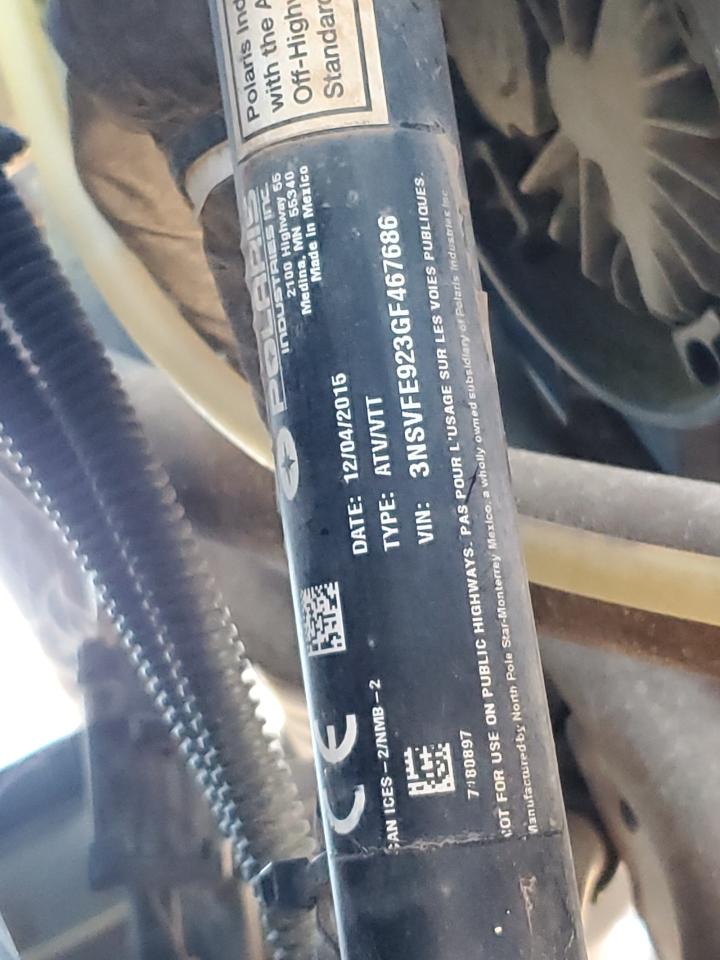 Polaris Ind
with the A
Off-High
Standard
POLARIS
INDUSTRIES INC.
2100 Highway 55
Medina, MN 55340
Made in Mexico
DATE: 12/04/2015
TYPE: ATV/VTT
VIN: 3NSVFE923GF467686
CE
CAN ICES-2/NMB-2
7180897
NOT FOR USE ON PUBLIC HIGHWAYS. PAS POUR L'USAGE SUR LES VOIES PUBLIQUES.
Manufactured by North Pole Star-Monterrey Mexico, a wholly owned subsidiary of Polaris Industries Inc.